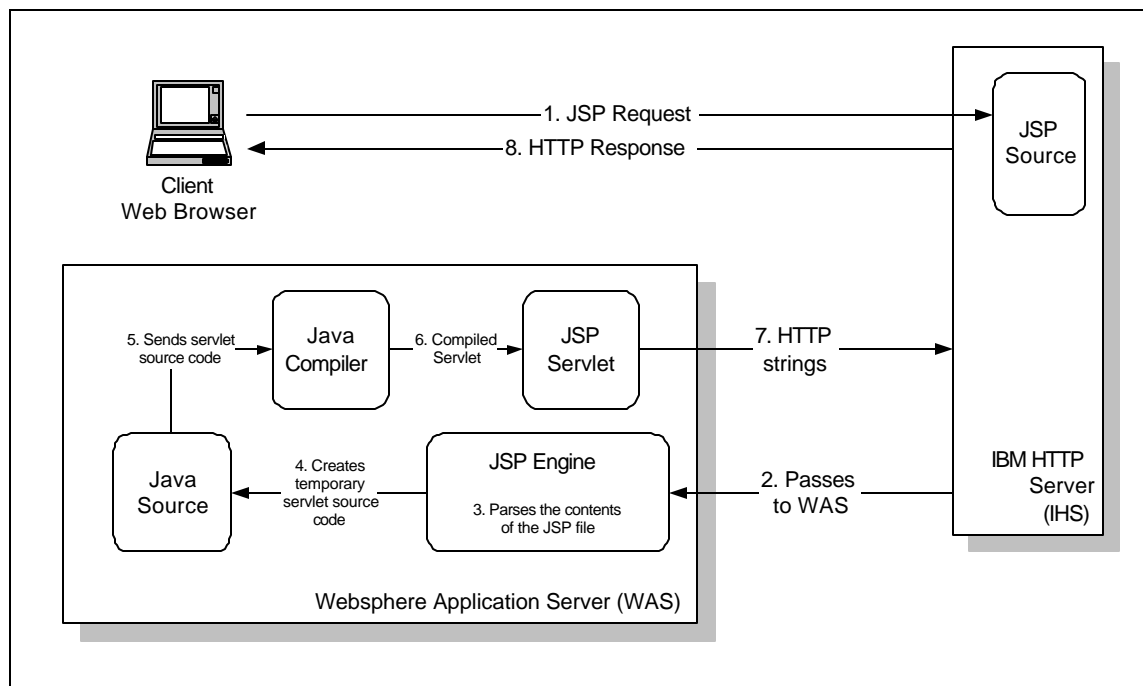 1. JSP Request
8. HTTP Response
JSP
Source
Client
Web Browser
5. Sends servlet
source code
Java
Compiler
6. Compiled
Servlet
JSP
Servlet
7. HTTP
strings
Java
Source
4. Creates
temporary
servlet source
code
JSP Engine
3. Parses the contents
of the JSP file
2. Passes
to WAS
IBM HTTP
Server
(IHS)
Websphere Application Server (WAS)